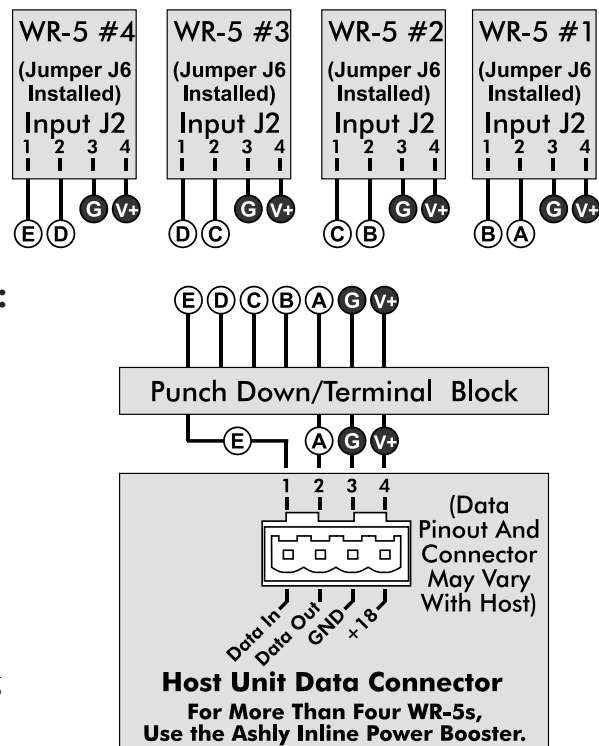 WR-5 #4 WR-5 #3 WR-5 #2 WR-5 #1
(Jumper J6 (Jumper J6 (Jumper J6 (Jumper J6
Installed) Installed) Installed) Installed)
Input J2 Input J2 Input J2 Input J2
1 2 3 4 1 2 3 4 1 2 3 4 1 2 3 4
E D G V+ D C G V+ C B G V+ B A G V+
:
E D C B A G V+
Punch Down/Terminal Block
E A G V+
1 2 3 4
(Data
Pinout And
Connector
May Vary
With Host)
Data In Data Out GND +18
Host Unit Data Connector
For More Than Four WR-5s,
Use the Ashly Inline Power Booster.